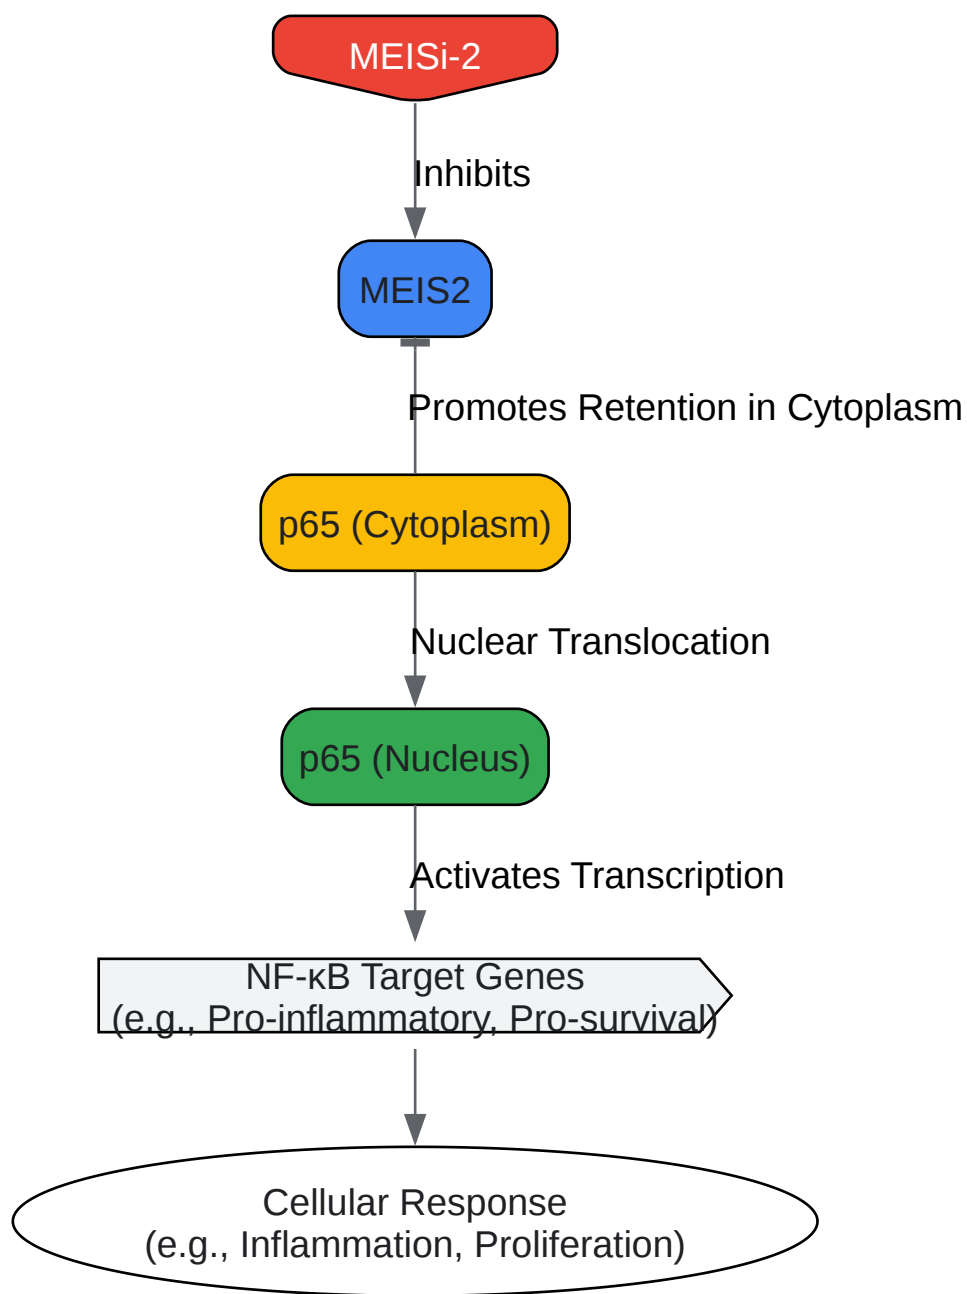 MEISi-2
Inhibits
MEIS2
Promotes Retention in Cytoplasm
p65 (Cytoplasm)
Nuclear Translocation
p65 (Nucleus)
Activates Transcription
NF-κB Target Genes
(e.g., Pro-inflammatory, Pro-survival)
Cellular Response
(e.g., Inflammation, Proliferation)